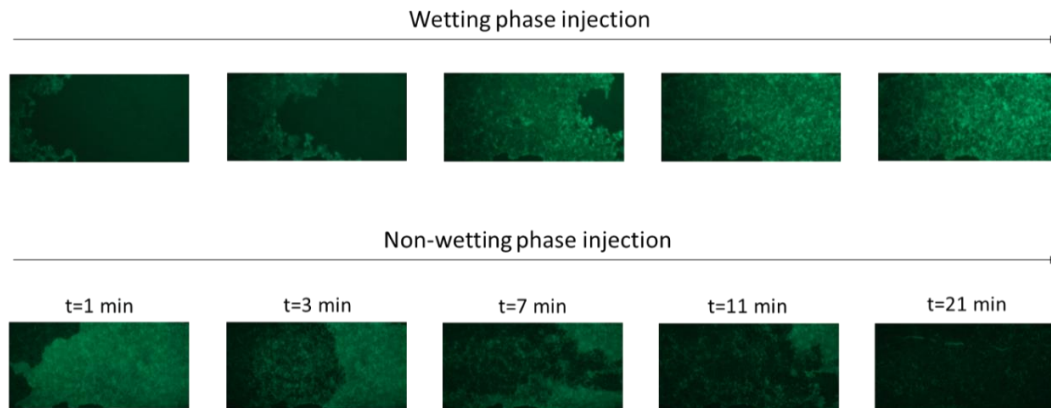 Wetting phase injection
Non-wetting phase injection
t=1 min t=3 min t=7 min t=11 min t=21 min